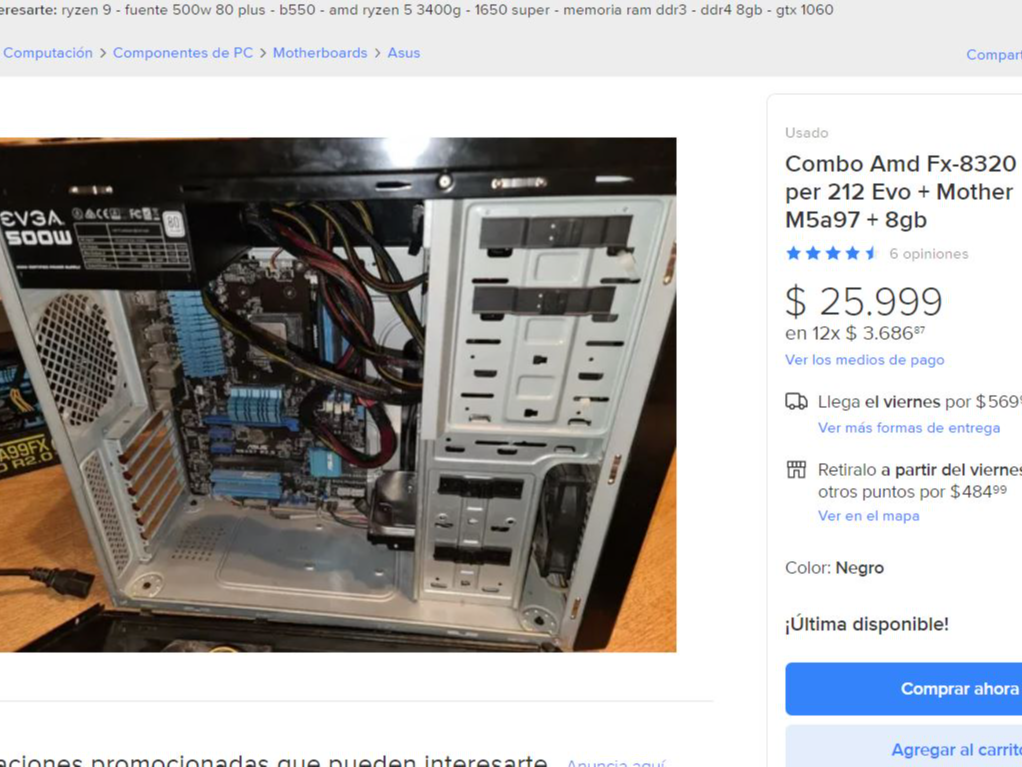 eresarte: ryzen 9 - fuente 500w 80 plus - b550 - amd ryzen 5 3400g - 1650 super - memoria ram ddr3 - ddr4 8gb - gtx 1060
Computación > Componentes de PC > Motherboards > Asus
Compart
EVGA
500W
80
A99FX
R2.0
Usado
Combo Amd Fx-8320
per 212 Evo + Mother
M5a97 + 8gb
6 opiniones
$ 25.999
en 12x $ 3.686⁸⁷
Ver los medios de pago
Llega el viernes por $ 569
Ver más formas de entrega
Retiralo a partir del viernes
otros puntos por $ 484⁹⁹
Ver en el mapa
Color: Negro
¡Última disponible!
Comprar ahora
Agregar al carrito
aciones promocionadas que pueden interesarte
Anuncia aquí